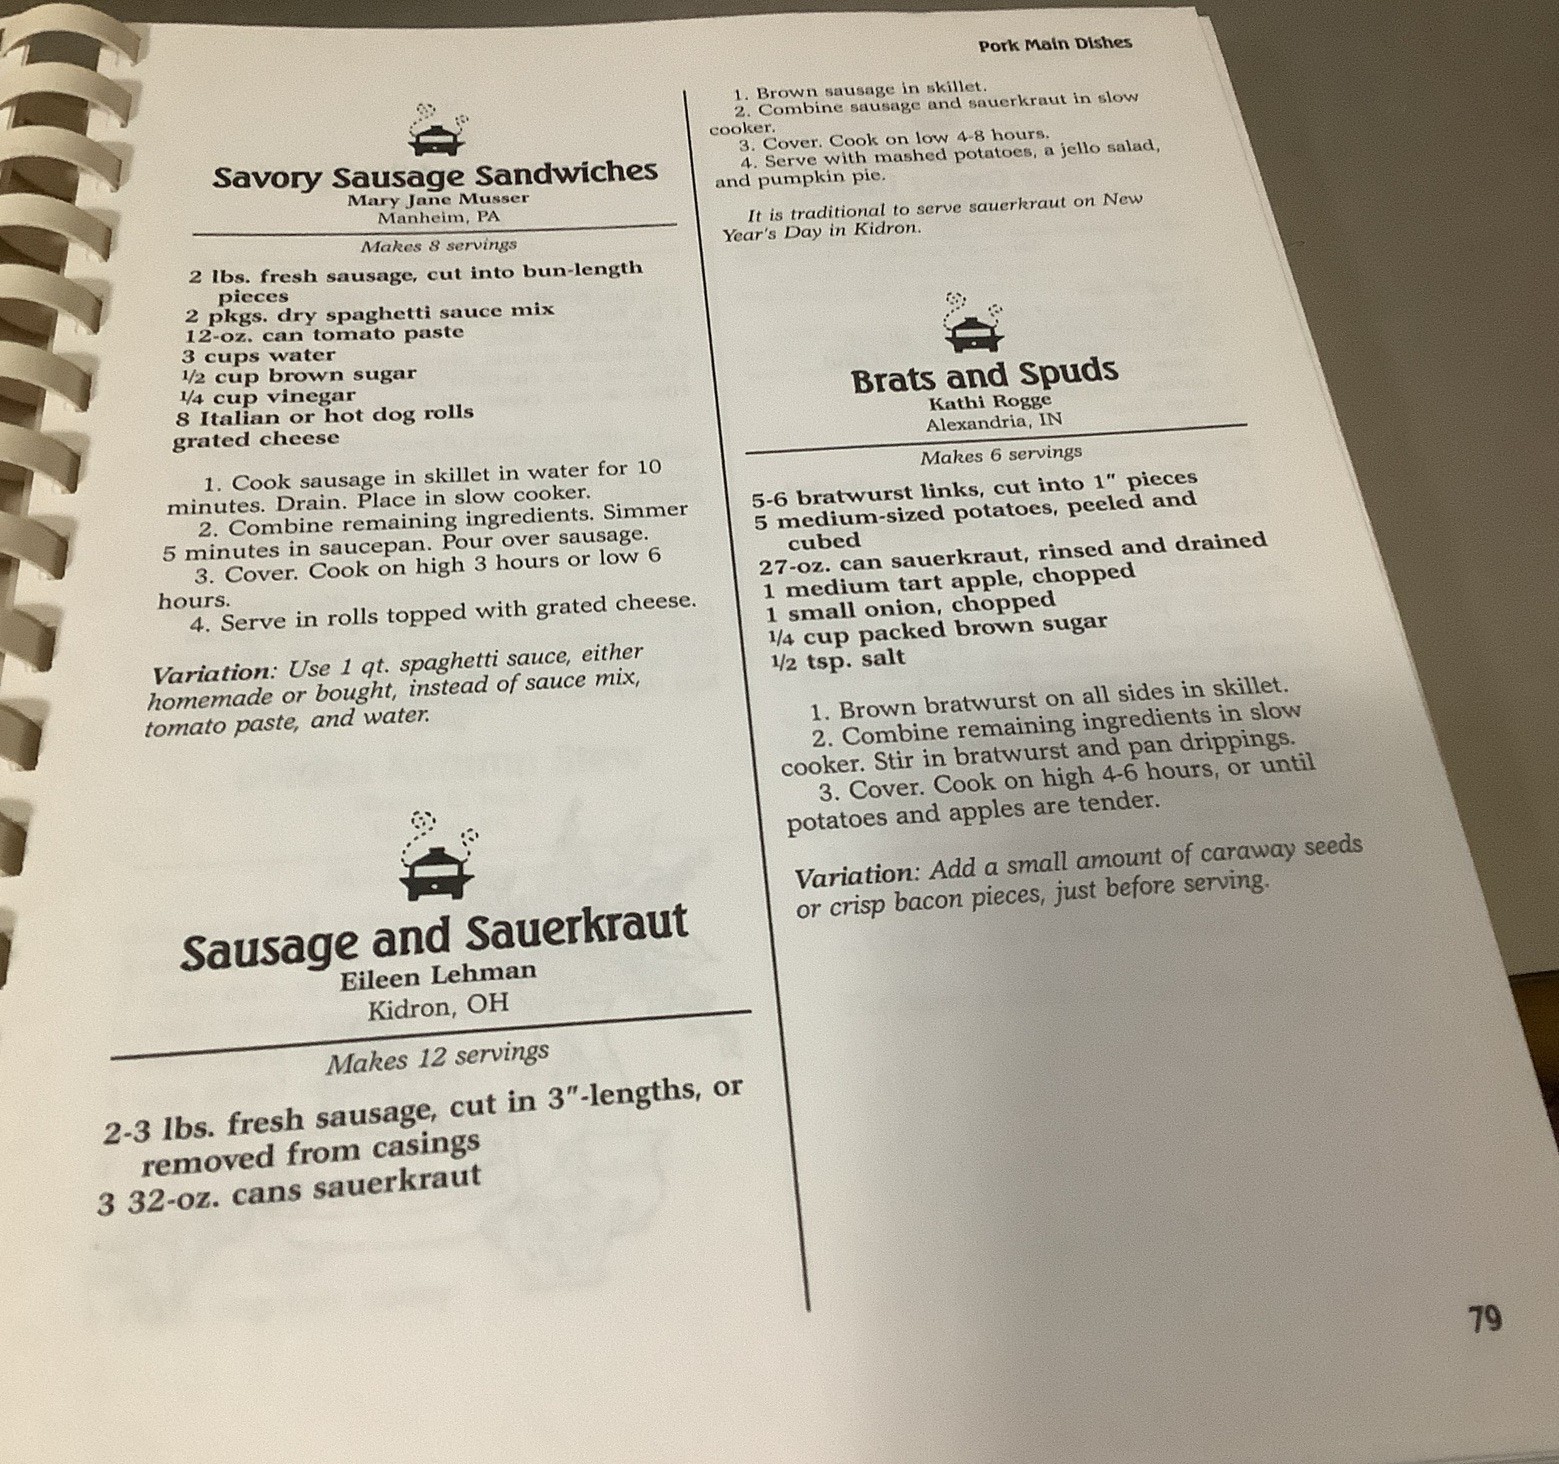 Pork Main Dishes
Savory Sausage Sandwiches
Mary Jane Musser
Manheim, PA
Makes 8 servings
2 lbs. fresh sausage, cut into bun-length
pieces
2 pkgs. dry spaghetti sauce mix
12-oz. can tomato paste
3 cups water
1/2 cup brown sugar
1/4 cup vinegar
8 Italian or hot dog rolls
grated cheese
1. Cook sausage in skillet in water for 10
minutes. Drain. Place in slow cooker.
2. Combine remaining ingredients. Simmer
5 minutes in saucepan. Pour over sausage.
3. Cover. Cook on high 3 hours or low 6
hours.
4. Serve in rolls topped with grated cheese.
Variation: Use 1 qt. spaghetti sauce, either
homemade or bought, instead of sauce mix,
tomato paste, and water.
Sausage and Sauerkraut
Eileen Lehman
Kidron, OH
Makes 12 servings
2-3 lbs. fresh sausage, cut in 3"-lengths, or
removed from casings
3 32-oz. cans sauerkraut
1. Brown sausage in skillet.
2. Combine sausage and sauerkraut in slow
cooker.
3. Cover. Cook on low 4-8 hours.
4. Serve with mashed potatoes, a jello salad,
and pumpkin pie.
It is traditional to serve sauerkraut on New
Year's Day in Kidron.
Brats and Spuds
Kathi Rogge
Alexandria, IN
Makes 6 servings
5-6 bratwurst links, cut into 1" pieces
5 medium-sized potatoes, peeled and
cubed
27-oz. can sauerkraut, rinsed and drained
1 medium tart apple, chopped
1 small onion, chopped
1/4 cup packed brown sugar
1/2 tsp. salt
1. Brown bratwurst on all sides in skillet.
2. Combine remaining ingredients in slow
cooker. Stir in bratwurst and pan drippings.
3. Cover. Cook on high 4-6 hours, or until
potatoes and apples are tender.
Variation: Add a small amount of caraway seeds
or crisp bacon pieces, just before serving.
79